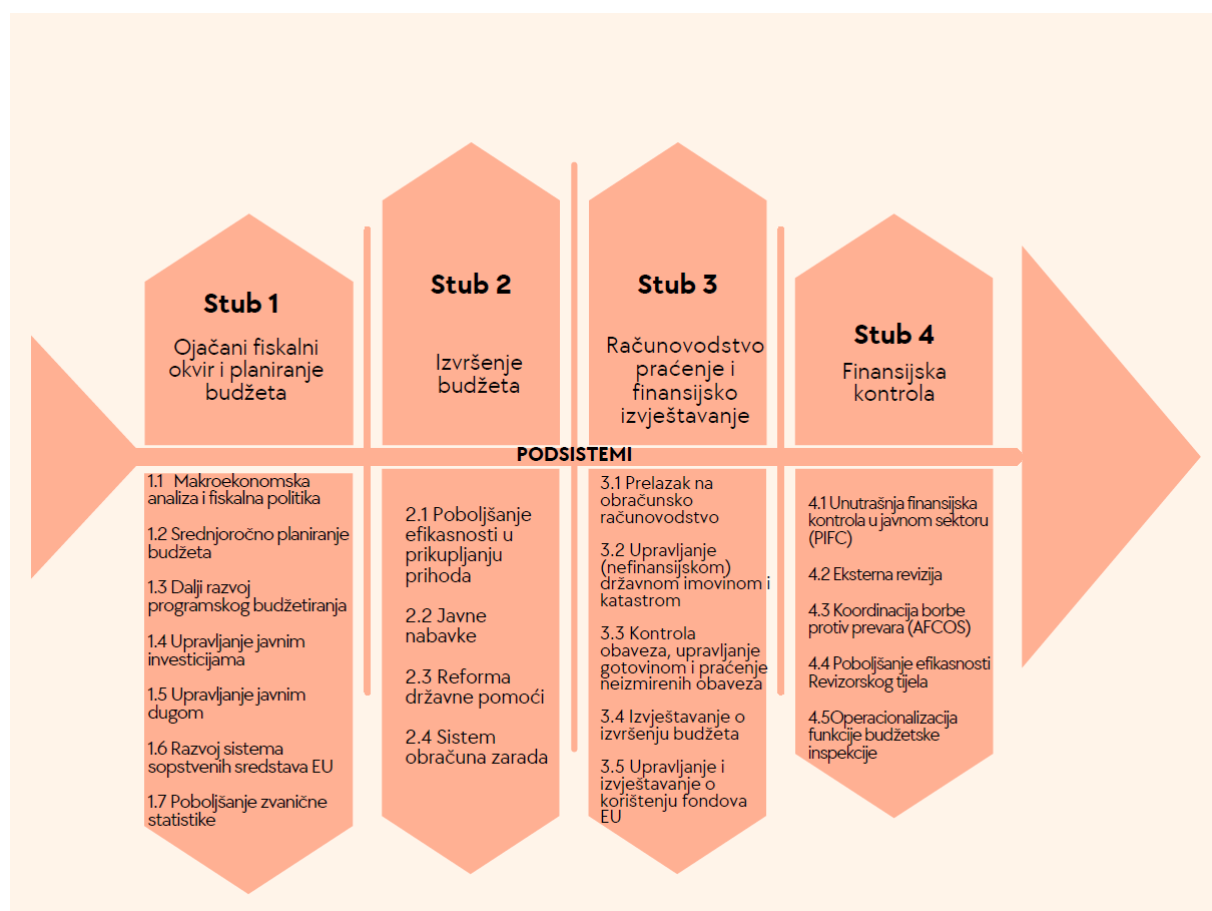 Stub 1
Ojačani fiskalni
okvir i planiranje
budžeta
Stub 2
Izvršenje
budžeta
Stub 3
Računovodstvo
praćenje i
finansijsko
izvještavanje
Stub 4
Finansijska
kontrola
PODSISTEMI
1.1 Makroekonomska
analiza i fiskalna politika
1.2 Srednjoročno planiranje
budžeta
1.3 Dalji razvoj
programskog budžetiranja
1.4 Upravljanje javnim
investicijama
1.5 Upravljanje javnim
dugom
1.6 Razvoj sistema
sopstvenih sredstava EU
1.7 Poboljšanje zvanične
statistike
2.1 Poboljšanje
efikasnosti u
prikupljanju
prihoda
2.2 Javne
nabavke
2.3 Reforma
državne pomoći
2.4 Sistem
obračuna zarada
3.1 Prelazak na
obračunsko
računovodstvo
3.2 Upravljanje
(nefinansijskom)
državnom imovinom i
katastrom
3.3 Kontrola
obaveza, upravljanje
gotovinom i praćenje
neizmirenih obaveza
3.4 Izvještavanje o
izvršenju budžeta
3.5 Upravljanje i
izvještavanje o
korištenju fondova
EU
4.1 Unutrašnja finansijska
kontrola u javnom sektoru
(PIFC)
4.2 Eksterna revizija
4.3 Koordinacija borbe
protiv prevara (AFCOS)
4.4 Poboljšanje efikasnosti
Revizorskog tijela
4.5Operacionalizacija
funkcije budžetske
inspekcije